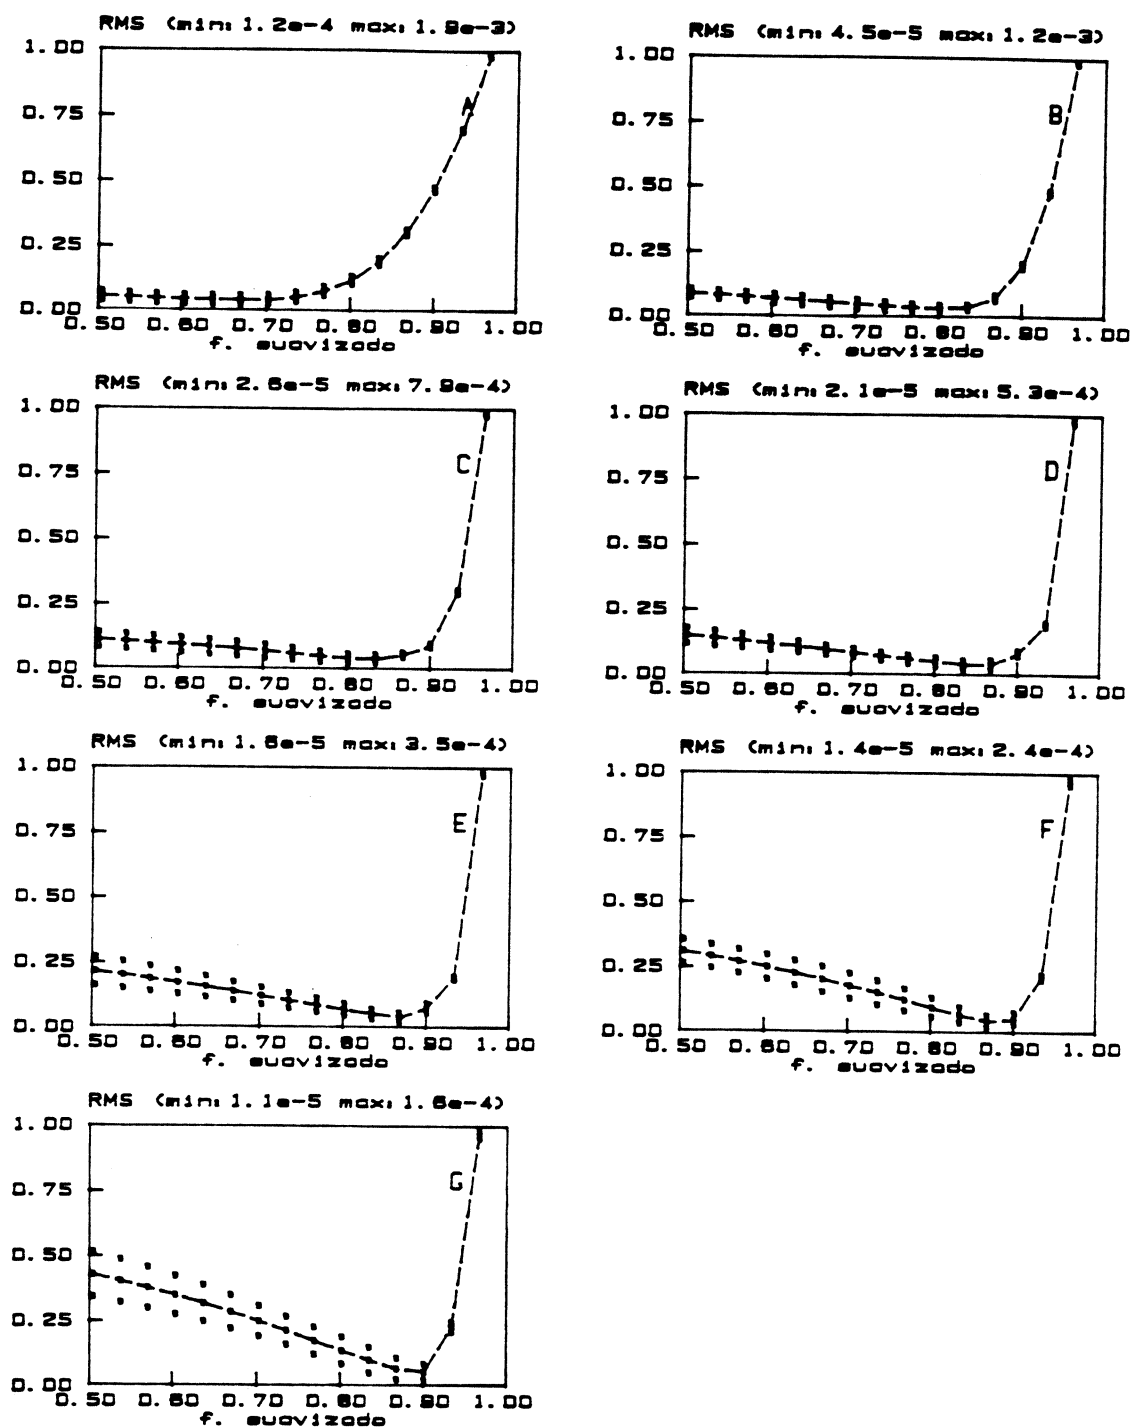 RMS (min: 1.2e-4 max: 1.9e-3)
1.00
0.75
0.50
0.25
0.00
A
0.50 0.60 0.70 0.80 0.90 1.00
f. suavizado
RMS (min: 4.5e-5 max: 1.2e-3)
1.00
0.75
0.50
0.25
0.00
B
0.50 0.60 0.70 0.80 0.90 1.00
f. suavizado
RMS (min: 2.6e-5 max: 7.9e-4)
1.00
0.75
0.50
0.25
0.00
C
0.50 0.60 0.70 0.80 0.90 1.00
f. suavizado
RMS (min: 2.1e-5 max: 5.3e-4)
1.00
0.75
0.50
0.25
0.00
D
0.50 0.60 0.70 0.80 0.90 1.00
f. suavizado
RMS (min: 1.6e-5 max: 3.5e-4)
1.00
0.75
0.50
0.25
0.00
E
0.50 0.60 0.70 0.80 0.90 1.00
f. suavizado
RMS (min: 1.4e-5 max: 2.4e-4)
1.00
0.75
0.50
0.25
0.00
F
0.50 0.60 0.70 0.80 0.90 1.00
f. suavizado
RMS (min: 1.1e-5 max: 1.6e-4)
1.00
0.75
0.50
0.25
0.00
G
0.50 0.60 0.70 0.80 0.90 1.00
f. suavizado